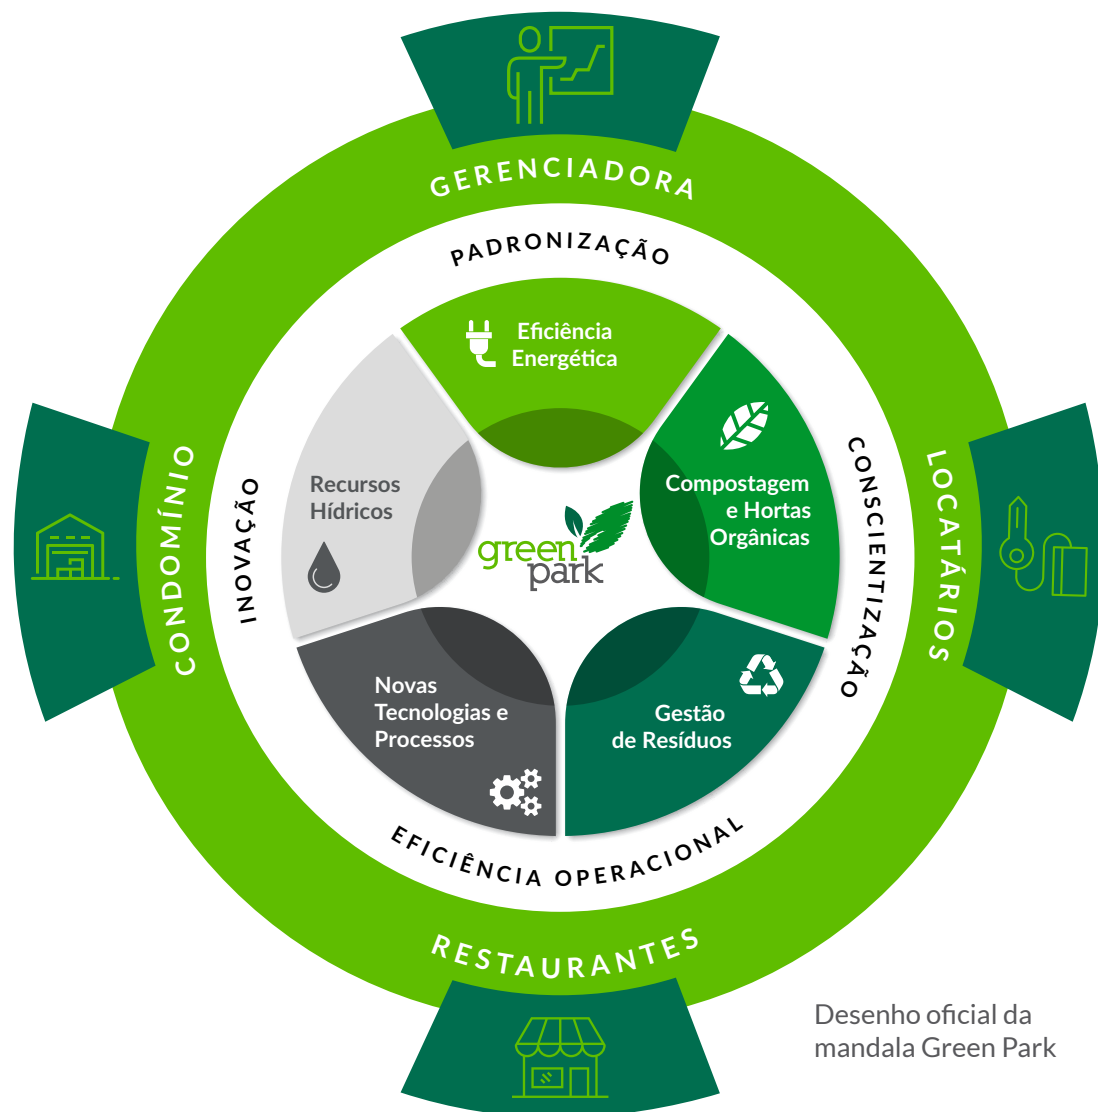 GERENCIADORA
PADRONIZAÇÃO
Eficiência
Energética
Compostagem
e Hortas
Orgânicas
Recursos
Hídricos
green
park
Novas
Tecnologias e
Processos
Gestão
de Resíduos
CONDOMÍNIO
INOVAÇÃO
CONSCIENTIZAÇÃO
LOCATÁRIOS
EFICIÊNCIA OPERACIONAL
RESTAURANTES
Desenho oficial da
mandala Green Park